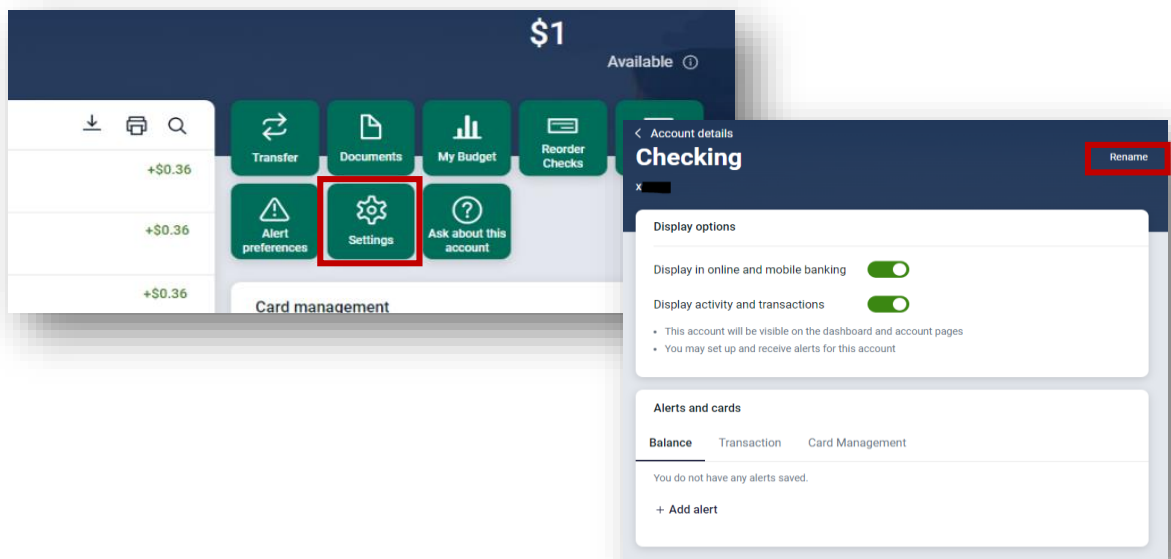 $1
Available
+$0.36
+$0.36
+$0.36
Transfer
Documents
My Budget
Reorder
Checks
Alert
preferences
Settings
Ask about this
account
Card management
Account details
Checking
Rename
x
Display options
Display in online and mobile banking
Display activity and transactions
• This account will be visible on the dashboard and account pages
• You may set up and receive alerts for this account
Alerts and cards
Balance Transaction Card Management
You do not have any alerts saved.
+ Add alert